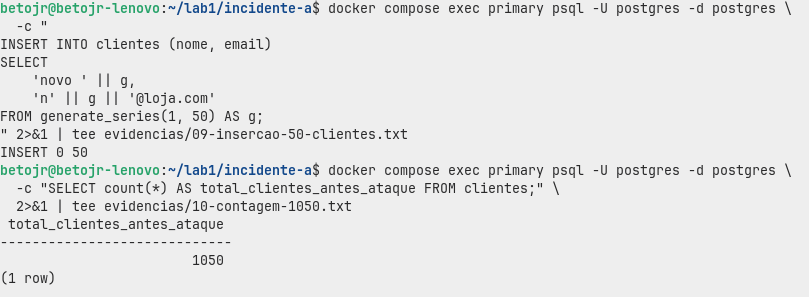 betojr@betojr-lenovo:~/lab1/incidente-a$ docker compose exec primary psql -U postgres -d postgres \
  -c "
INSERT INTO clientes (nome, email)
SELECT
    'novo ' || g,
    'n' || g || '@loja.com'
FROM generate_series(1, 50) AS g;
" 2>&1 | tee evidencias/09-insercao-50-clientes.txt
INSERT 0 50
betojr@betojr-lenovo:~/lab1/incidente-a$ docker compose exec primary psql -U postgres -d postgres \
  -c "SELECT count(*) AS total_clientes_antes_ataque FROM clientes;" \
  2>&1 | tee evidencias/10-contagem-1050.txt
 total_clientes_antes_ataque
-----------------------------
                        1050
(1 row)